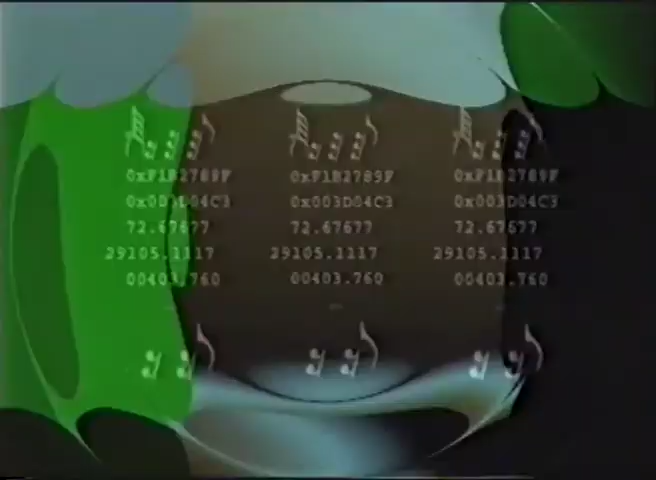 0xF1B2789F 0xF1B2789F 0xF1B2789F
0x003D04C3 0x003D04C3 0x003D04C3
72.67677 72.67677 72.67677
29105.1117 29105.1117 29105.1117
00403.760 00403.760 00403.760